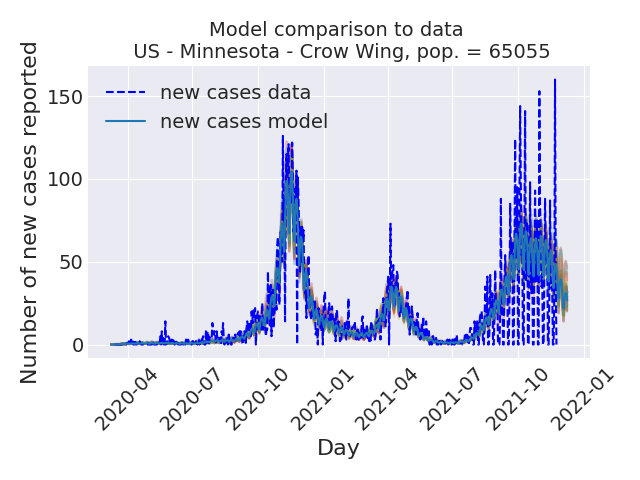 Model comparison to data
US - Minnesota - Crow Wing, pop. = 65055
Number of new cases reported
new cases data
new cases model
150
100
50
0
2020-04
2020-07
2020-10
2021-01
2021-04
2021-07
2021-10
2022-01
Day